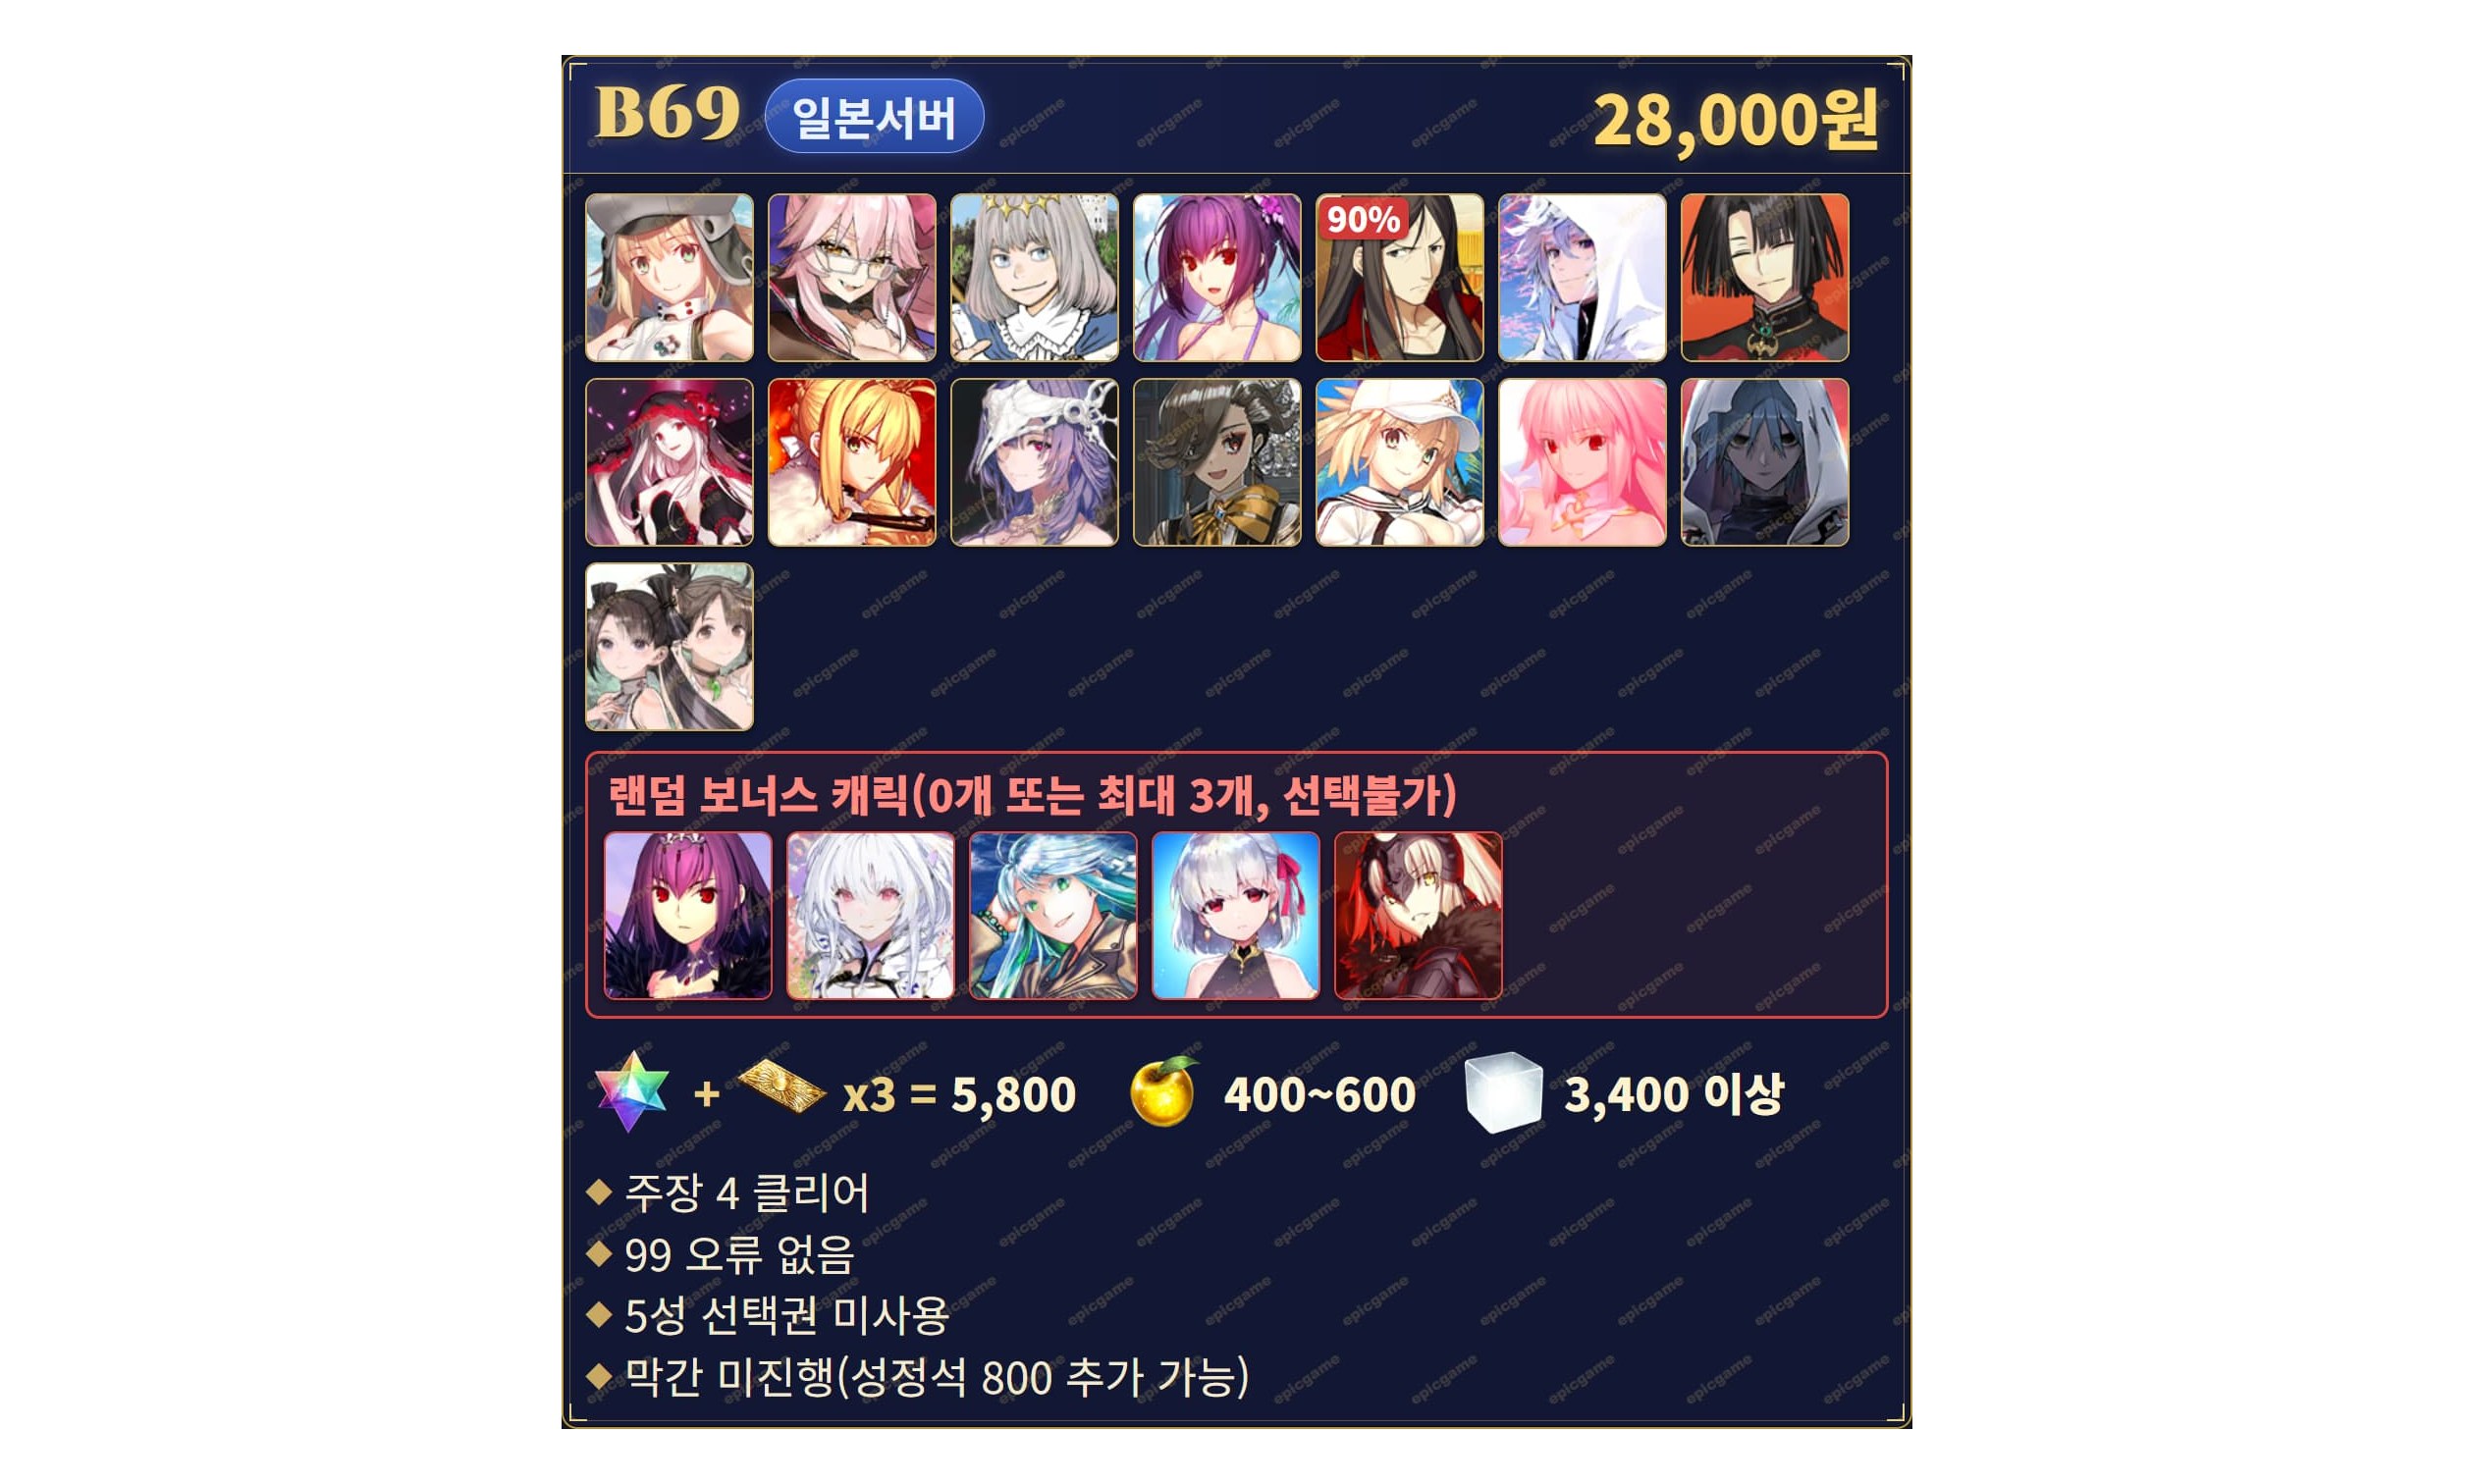 B69 일본서버 28,000원
90%
랜덤 보너스 캐릭(0개 또는 최대 3개, 선택불가)
+ x3 = 5,800 400~600 3,400 이상
주장 4 클리어
99 오류 없음
5성 선택권 미사용
막간 미진행(성정석 800 추가 가능)
epicgame